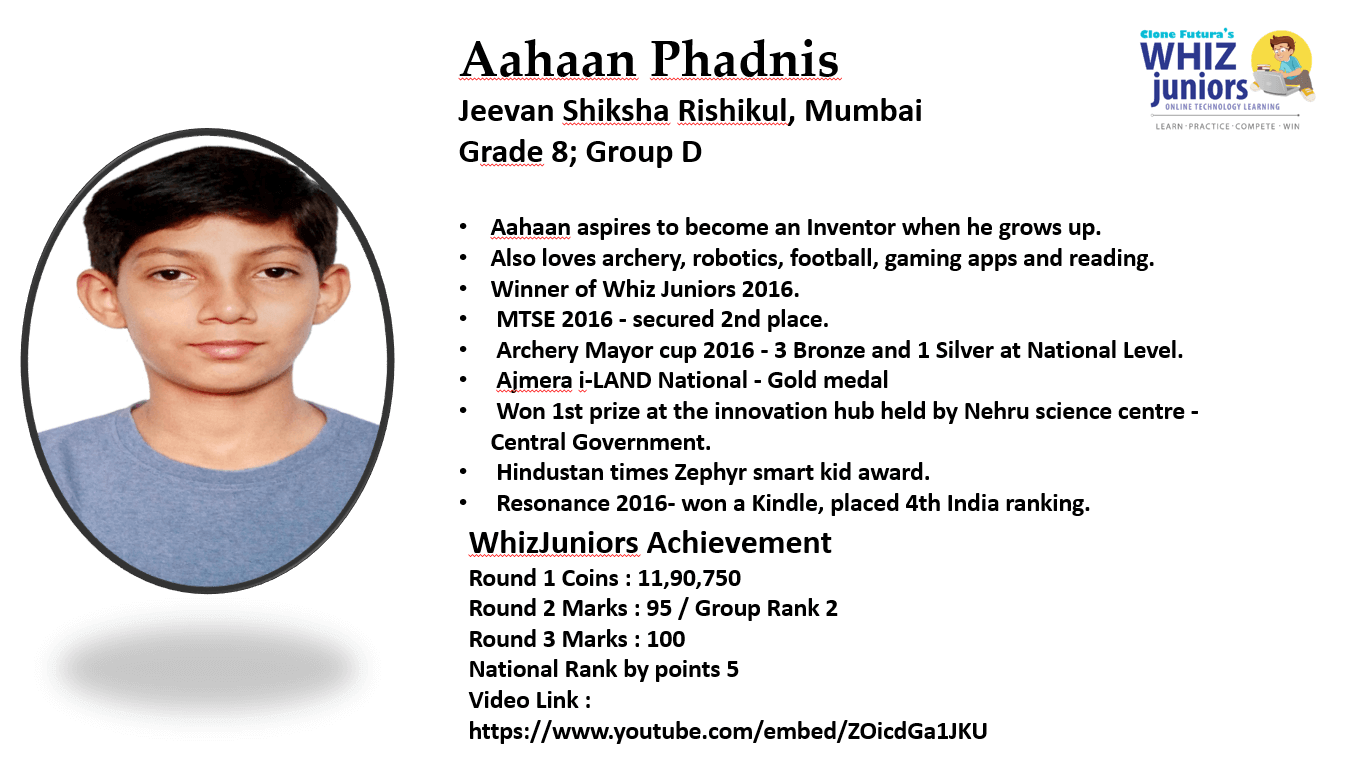 Aahaan Phadnis
Jeevan Shiksha Rishikul, Mumbai
Grade 8; Group D
Clone Futura's
WHIZ
juniors
ONLINE TECHNOLOGY LEARNING
LEARN · PRACTICE · COMPETE · WIN
• Aahaan aspires to become an Inventor when he grows up.
• Also loves archery, robotics, football, gaming apps and reading.
• Winner of Whiz Juniors 2016.
• MTSE 2016 - secured 2nd place.
• Archery Mayor cup 2016 - 3 Bronze and 1 Silver at National Level.
• Ajmera i-LAND National - Gold medal
• Won 1st prize at the innovation hub held by Nehru science centre -
Central Government.
• Hindustan times Zephyr smart kid award.
• Resonance 2016- won a Kindle, placed 4th India ranking.
WhizJuniors Achievement
Round 1 Coins : 11,90,750
Round 2 Marks : 95 / Group Rank 2
Round 3 Marks : 100
National Rank by points 5
Video Link :
https://www.youtube.com/embed/ZOicdGa1JKU